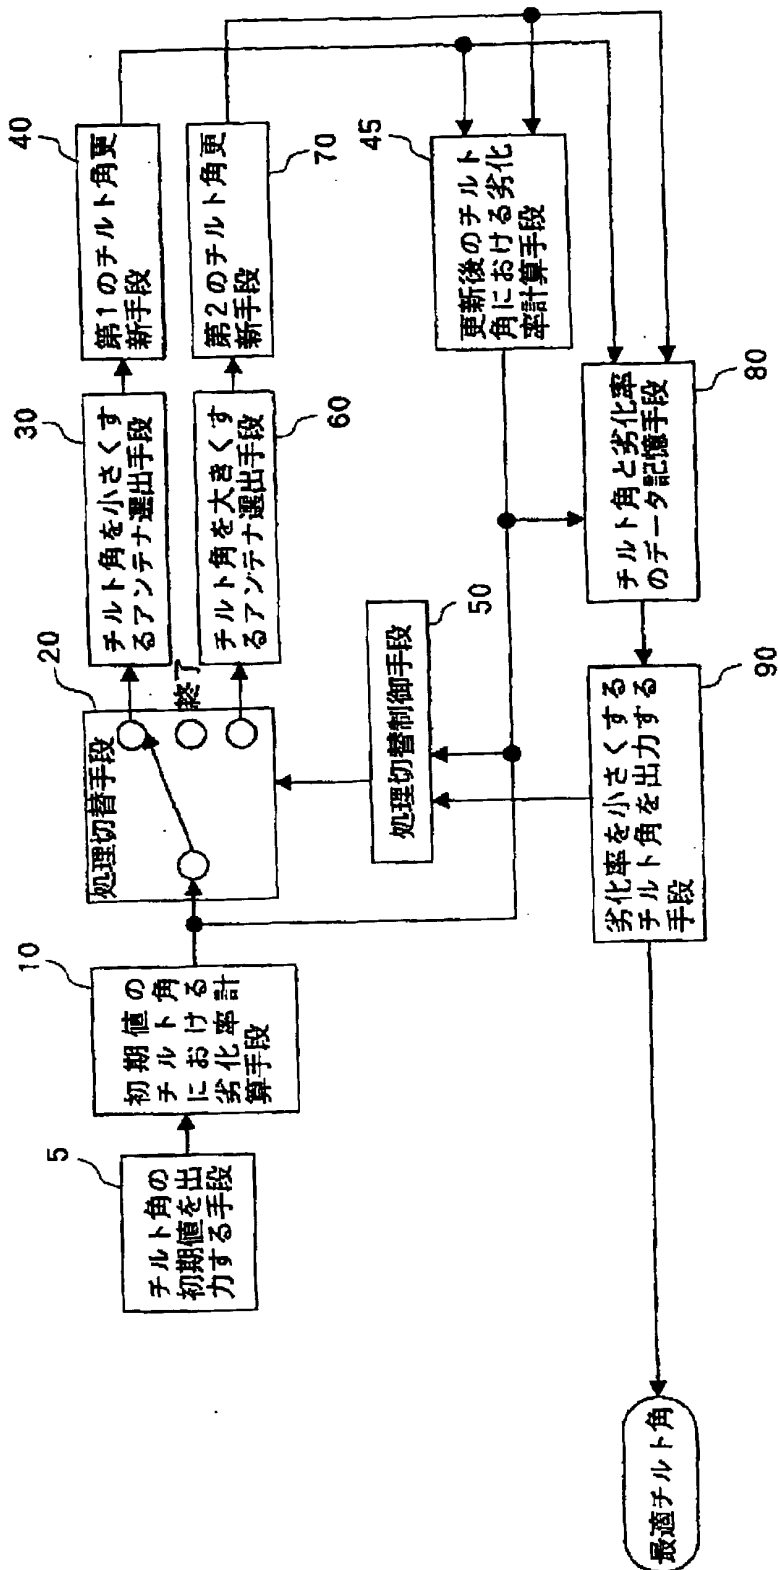 5
チルト角の
初期値を出
力する手段
10
初期値の
チルト角
における
劣化率計
算手段
20
処理切替手段
終了
30
チルト角を小さくす
るアンテナ選出手段
40
第1のチルト角更
新手段
60
チルト角を大きくす
るアンテナ選出手段
70
第2のチルト角更
新手段
50
処理切替制御手段
45
更新後のチルト
角における劣化
率計算手段
80
チルト角と劣化率
のデータ記憶手段
90
劣化率を小さくする
チルト角を出力する
手段
最適チルト角